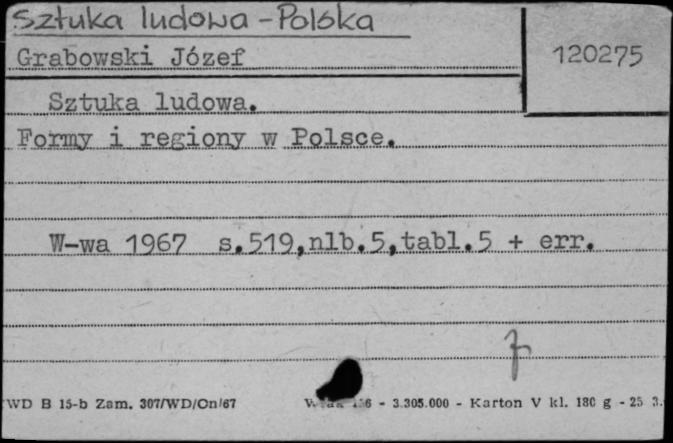 Sztuka ludowa - Polska
Grabowski Józef
120275
Sztuka ludowa.
Formy i regiony w Polsce.
W-wa 1967 s.519,nlb.5,tabl.5 + err.
WD B 15-b Zam. 307/WD/On/67 - 3.305.000 - Karton V kl. 180 g - 25 3.